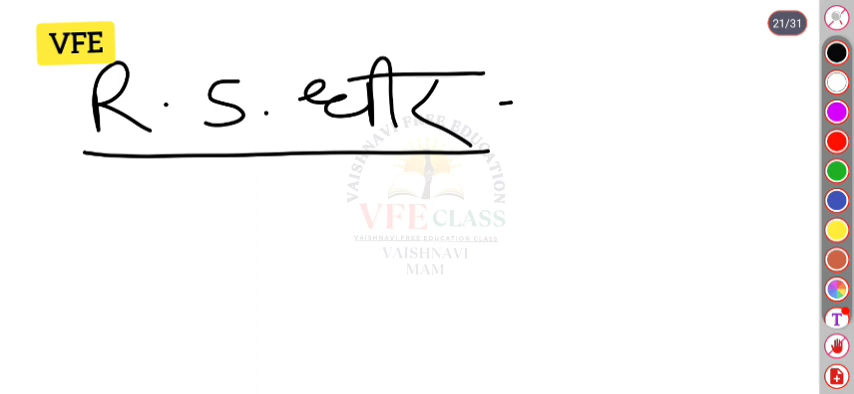 VFE
21/31
R. S. धीर -
VAISHNAVI FREE EDUCATION
VFE CLASS
VAISHNAVI FREE EDUCATION CLASS
VAISHNAVI
MAM
T